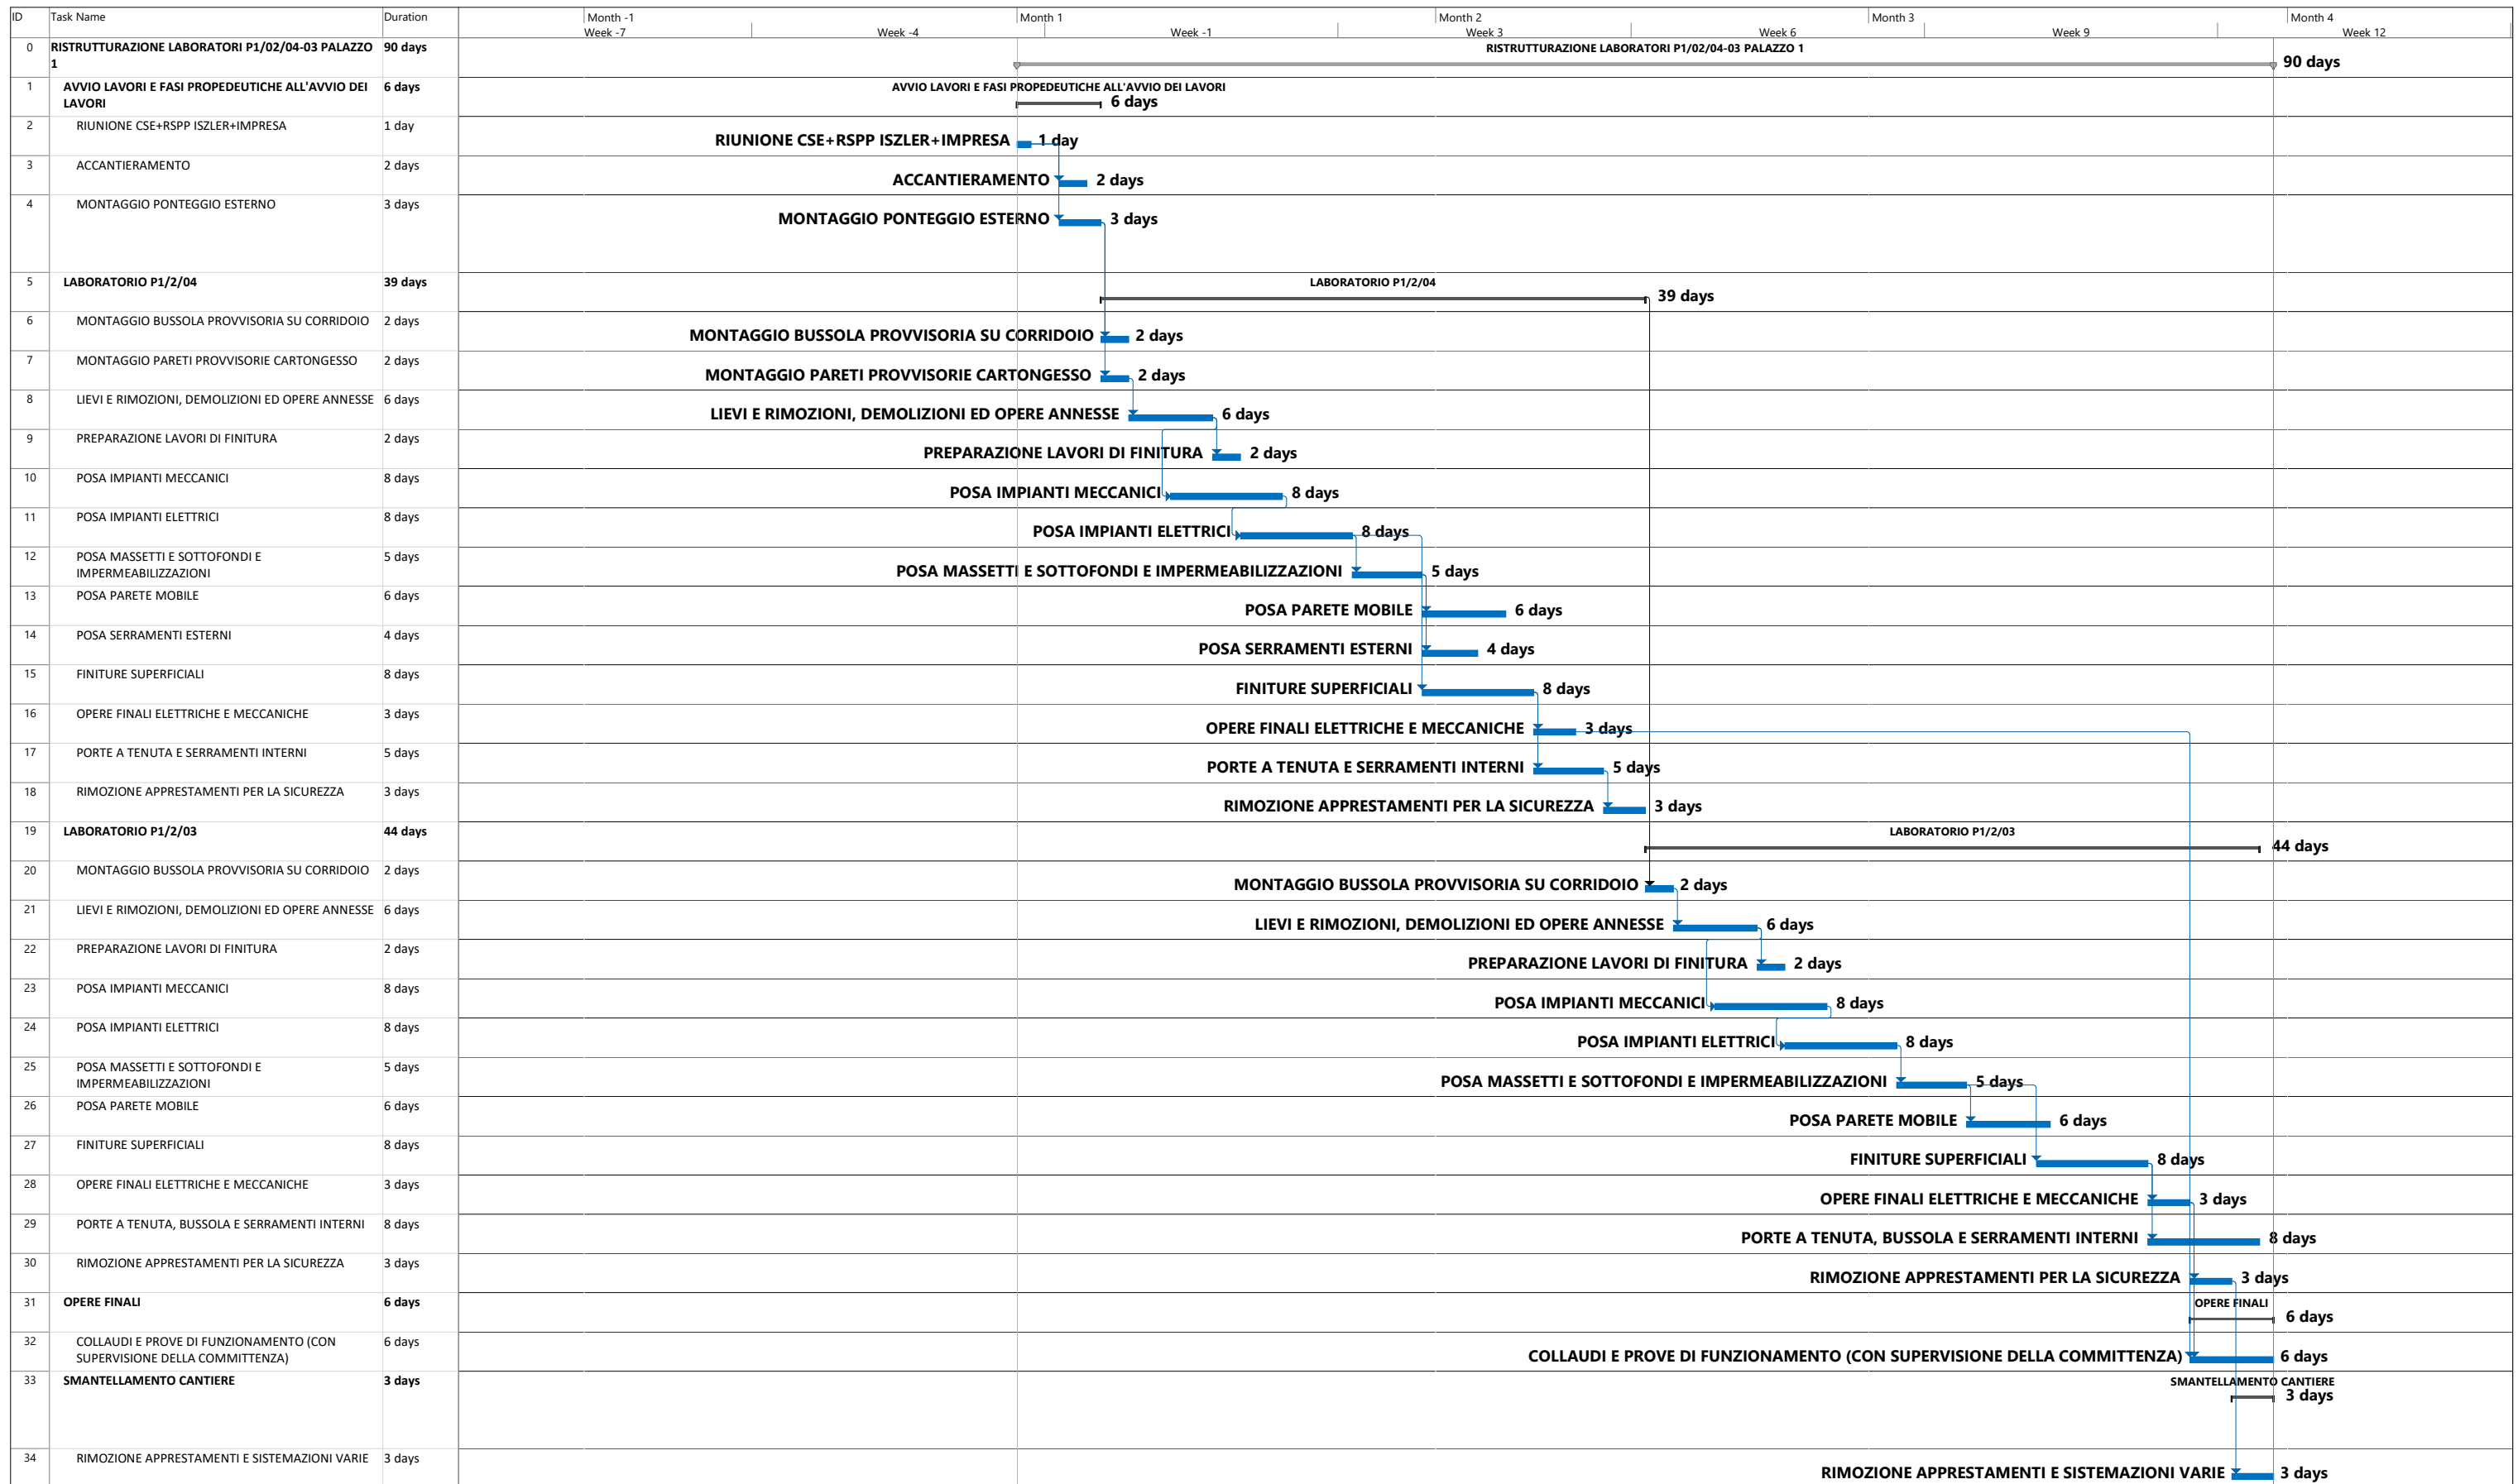 ID Task Name Duration Month -1 Month 1 Month 2 Month 3 Month 4
Week -7 Week -4 Week -1 Week 3 Week 6 Week 9 Week 12
0 RISTRUTTURAZIONE LABORATORI P1/02/04-03 PALAZZO 90 days RISTRUTTURAZIONE LABORATORI P1/02/04-03 PALAZZO 1
1
90 days
1 AVVIO LAVORI E FASI PROPEDEUTICHE ALL'AVVIO DEI 6 days AVVIO LAVORI E FASI PROPEDEUTICHE ALL'AVVIO DEI LAVORI
LAVORI
6 days
2 RIUNIONE CSE+RSPP ISZLER+IMPRESA 1 day
RIUNIONE CSE+RSPP ISZLER+IMPRESA 1 day
3 ACCANTIERAMENTO 2 days
ACCANTIERAMENTO 2 days
4 MONTAGGIO PONTEGGIO ESTERNO 3 days
MONTAGGIO PONTEGGIO ESTERNO 3 days
5 LABORATORIO P1/2/04 39 days LABORATORIO P1/2/04
39 days
6 MONTAGGIO BUSSOLA PROVVISORIA SU CORRIDOIO 2 days
MONTAGGIO BUSSOLA PROVVISORIA SU CORRIDOIO 2 days
7 MONTAGGIO PARETI PROVVISORIE CARTONGESSO 2 days
MONTAGGIO PARETI PROVVISORIE CARTONGESSO 2 days
8 LIEVI E RIMOZIONI, DEMOLIZIONI ED OPERE ANNESSE 6 days
LIEVI E RIMOZIONI, DEMOLIZIONI ED OPERE ANNESSE 6 days
9 PREPARAZIONE LAVORI DI FINITURA 2 days
PREPARAZIONE LAVORI DI FINITURA 2 days
10 POSA IMPIANTI MECCANICI 8 days
POSA IMPIANTI MECCANICI 8 days
11 POSA IMPIANTI ELETTRICI 8 days
POSA IMPIANTI ELETTRICI 8 days
12 POSA MASSETTI E SOTTOFONDI E 5 days
IMPERMEABILIZZAZIONI
POSA MASSETTI E SOTTOFONDI E IMPERMEABILIZZAZIONI 5 days
13 POSA PARETE MOBILE 6 days
POSA PARETE MOBILE 6 days
14 POSA SERRAMENTI ESTERNI 4 days
POSA SERRAMENTI ESTERNI 4 days
15 FINITURE SUPERFICIALI 8 days
FINITURE SUPERFICIALI 8 days
16 OPERE FINALI ELETTRICHE E MECCANICHE 3 days
OPERE FINALI ELETTRICHE E MECCANICHE 3 days
17 PORTE A TENUTA E SERRAMENTI INTERNI 5 days
PORTE A TENUTA E SERRAMENTI INTERNI 5 days
18 RIMOZIONE APPRESTAMENTI PER LA SICUREZZA 3 days
RIMOZIONE APPRESTAMENTI PER LA SICUREZZA 3 days
19 LABORATORIO P1/2/03 44 days LABORATORIO P1/2/03
44 days
20 MONTAGGIO BUSSOLA PROVVISORIA SU CORRIDOIO 2 days
MONTAGGIO BUSSOLA PROVVISORIA SU CORRIDOIO 2 days
21 LIEVI E RIMOZIONI, DEMOLIZIONI ED OPERE ANNESSE 6 days
LIEVI E RIMOZIONI, DEMOLIZIONI ED OPERE ANNESSE 6 days
22 PREPARAZIONE LAVORI DI FINITURA 2 days
PREPARAZIONE LAVORI DI FINITURA 2 days
23 POSA IMPIANTI MECCANICI 8 days
POSA IMPIANTI MECCANICI 8 days
24 POSA IMPIANTI ELETTRICI 8 days
POSA IMPIANTI ELETTRICI 8 days
25 POSA MASSETTI E SOTTOFONDI E 5 days
IMPERMEABILIZZAZIONI
POSA MASSETTI E SOTTOFONDI E IMPERMEABILIZZAZIONI 5 days
26 POSA PARETE MOBILE 6 days
POSA PARETE MOBILE 6 days
27 FINITURE SUPERFICIALI 8 days
FINITURE SUPERFICIALI 8 days
28 OPERE FINALI ELETTRICHE E MECCANICHE 3 days
OPERE FINALI ELETTRICHE E MECCANICHE 3 days
29 PORTE A TENUTA, BUSSOLA E SERRAMENTI INTERNI 8 days
PORTE A TENUTA, BUSSOLA E SERRAMENTI INTERNI 8 days
30 RIMOZIONE APPRESTAMENTI PER LA SICUREZZA 3 days
RIMOZIONE APPRESTAMENTI PER LA SICUREZZA 3 days
31 OPERE FINALI 6 days OPERE FINALI
6 days
32 COLLAUDI E PROVE DI FUNZIONAMENTO (CON 6 days
SUPERVISIONE DELLA COMMITTENZA)
COLLAUDI E PROVE DI FUNZIONAMENTO (CON SUPERVISIONE DELLA COMMITTENZA) 6 days
33 SMANTELLAMENTO CANTIERE 3 days SMANTELLAMENTO CANTIERE
3 days
34 RIMOZIONE APPRESTAMENTI E SISTEMAZIONI VARIE 3 days
RIMOZIONE APPRESTAMENTI E SISTEMAZIONI VARIE 3 days